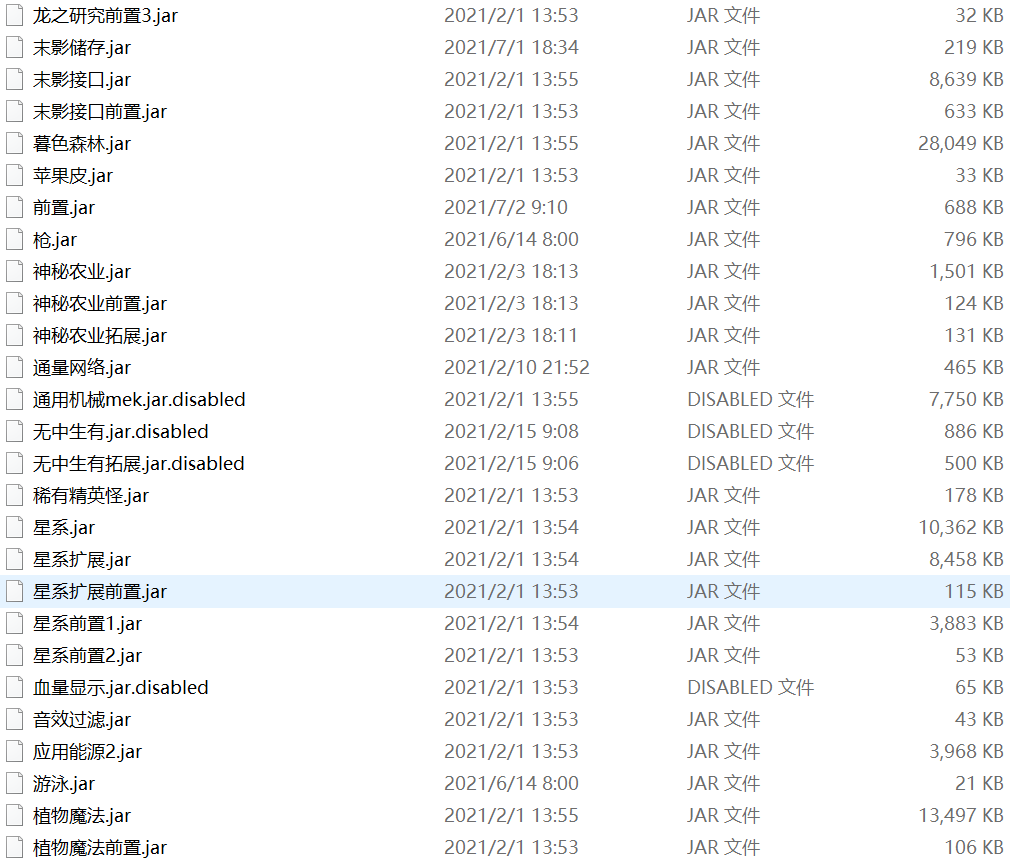 龙之研究前置3.jar 2021/2/1 13:53 JAR 文件 32 KB
末影储存.jar 2021/7/1 18:34 JAR 文件 219 KB
末影接口.jar 2021/2/1 13:55 JAR 文件 8,639 KB
末影接口前置.jar 2021/2/1 13:53 JAR 文件 633 KB
暮色森林.jar 2021/2/1 13:55 JAR 文件 28,049 KB
苹果皮.jar 2021/2/1 13:53 JAR 文件 33 KB
前置.jar 2021/7/2 9:10 JAR 文件 688 KB
枪.jar 2021/6/14 8:00 JAR 文件 796 KB
神秘农业.jar 2021/2/3 18:13 JAR 文件 1,501 KB
神秘农业前置.jar 2021/2/3 18:13 JAR 文件 124 KB
神秘农业拓展.jar 2021/2/3 18:11 JAR 文件 131 KB
通量网络.jar 2021/2/10 21:52 JAR 文件 465 KB
通用机械mek.jar.disabled 2021/2/1 13:55 DISABLED 文件 7,750 KB
无中生有.jar.disabled 2021/2/15 9:08 DISABLED 文件 886 KB
无中生有拓展.jar.disabled 2021/2/15 9:06 DISABLED 文件 500 KB
稀有精英怪.jar 2021/2/1 13:53 JAR 文件 178 KB
星系.jar 2021/2/1 13:54 JAR 文件 10,362 KB
星系扩展.jar 2021/2/1 13:54 JAR 文件 8,458 KB
星系扩展前置.jar 2021/2/1 13:53 JAR 文件 115 KB
星系前置1.jar 2021/2/1 13:54 JAR 文件 3,883 KB
星系前置2.jar 2021/2/1 13:53 JAR 文件 53 KB
血量显示.jar.disabled 2021/2/1 13:53 DISABLED 文件 65 KB
音效过滤.jar 2021/2/1 13:53 JAR 文件 43 KB
应用能源2.jar 2021/2/1 13:53 JAR 文件 3,968 KB
游泳.jar 2021/6/14 8:00 JAR 文件 21 KB
植物魔法.jar 2021/2/1 13:55 JAR 文件 13,497 KB
植物魔法前置.jar 2021/2/1 13:53 JAR 文件 106 KB